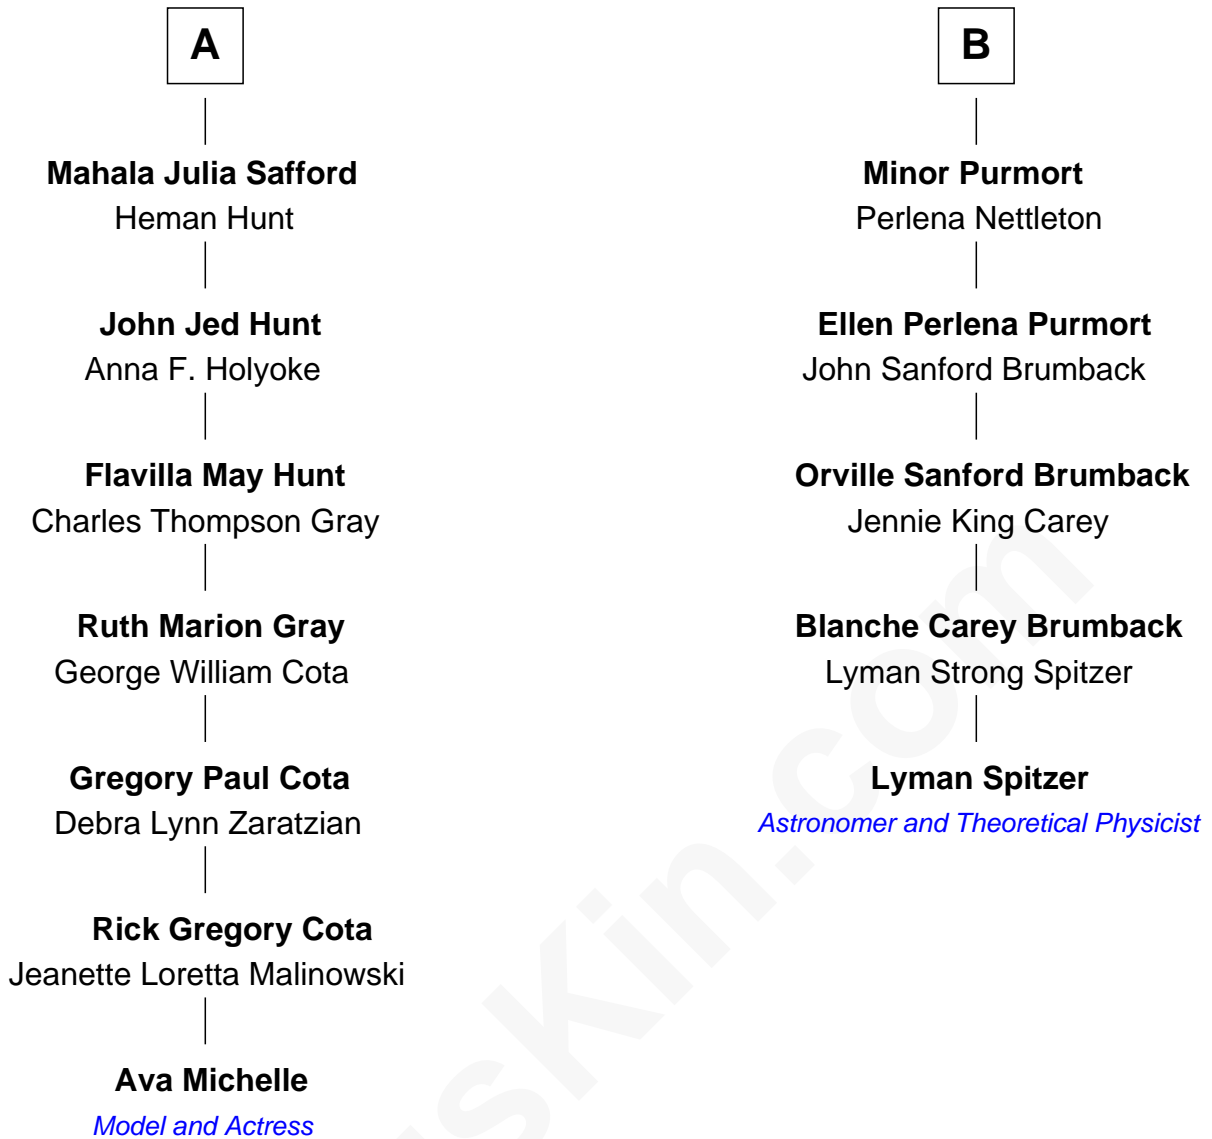 A
Mahala Julia Safford
Heman Hunt
John Jed Hunt
Anna F. Holyoke
Flavilla May Hunt
Charles Thompson Gray
Ruth Marion Gray
George William Cota
Gregory Paul Cota
Debra Lynn Zaratzian
Rick Gregory Cota
Jeanette Loretta Malinowski
Ava Michelle
Model and Actress
B
Minor Purmort
Perlena Nettleton
Ellen Perlena Purmort
John Sanford Brumback
Orville Sanford Brumback
Jennie King Carey
Blanche Carey Brumback
Lyman Strong Spitzer
Lyman Spitzer
Astronomer and Theoretical Physicist
sKin.com